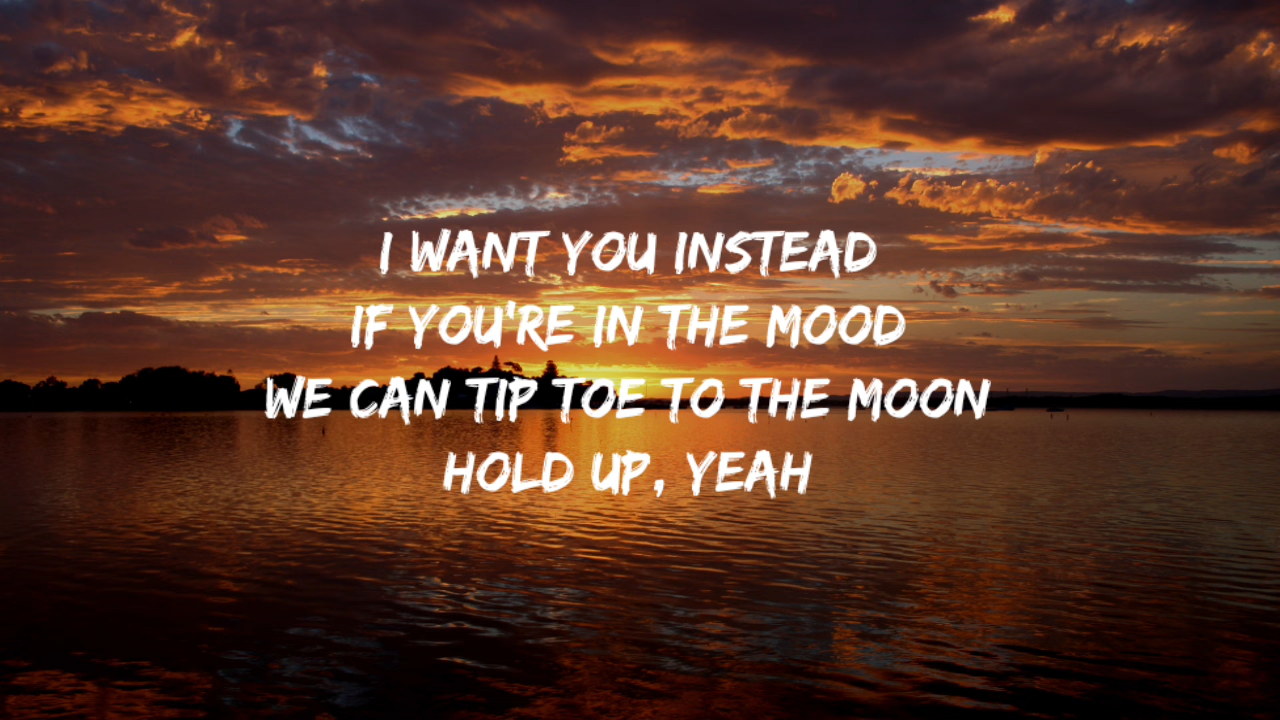 I WANT YOU INSTEAD
IF YOU'RE IN THE MOOD
WE CAN TIP TOE TO THE MOON
HOLD UP, YEAH